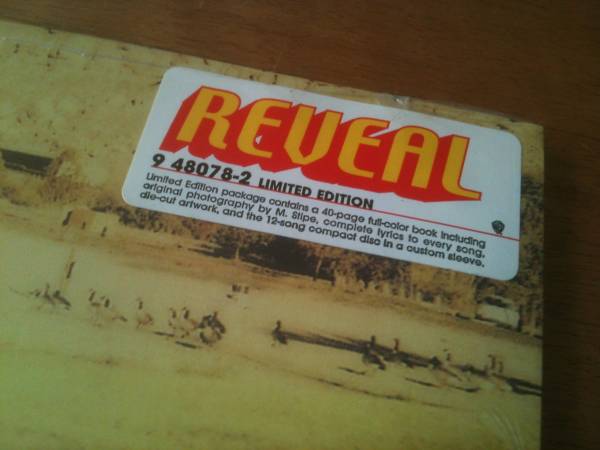 REVEAL
9 48078-2 LIMITED EDITION
Limited Edition package contains a 40-page full-color book including
original photography by M. Stipe, complete lyrics to every song,
die-cut artwork, and the 12-song compact disc in a custom sleeve.